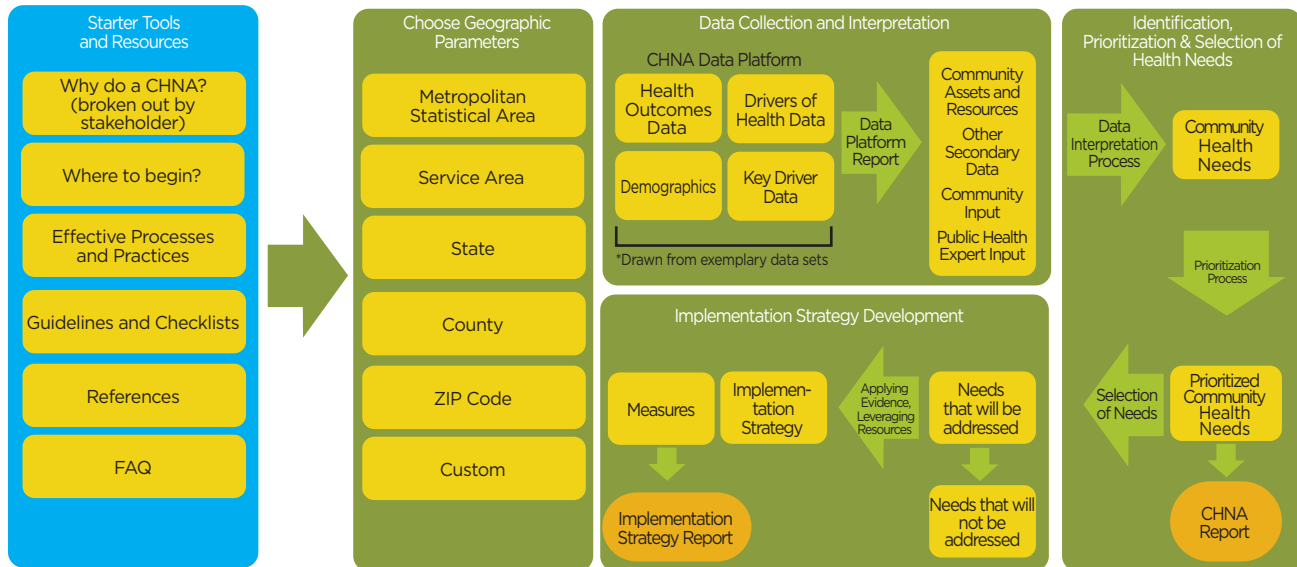 Starter Tools
and Resources
Why do a CHNA?
(broken out by
stakeholder)
Where to begin?
Effective Processes
and Practices
Guidelines and Checklists
References
FAQ
Choose Geographic
Parameters
Metropolitan
Statistical Area
Service Area
State
County
ZIP Code
Custom
Data Collection and Interpretation
CHNA Data Platform
Health
Outcomes
Data
Drivers of
Health Data
Demographics
Key Driver
Data
*Drawn from exemplary data sets
Data
Platform
Report
Community
Assets and
Resources
Other
Secondary
Data
Community
Input
Public Health
Expert Input
Identification,
Prioritization & Selection of
Health Needs
Data
Interpretation
Process
Community
Health
Needs
Prioritization
Process
Prioritized
Community
Health
Needs
CHNA
Report
Selection
of Needs
Implementation Strategy Development
Needs
that will be
addressed
Needs that will
not be
addressed
Applying
Evidence,
Leveraging
Resources
Implemen-
tation
Strategy
Measures
Implementation
Strategy Report